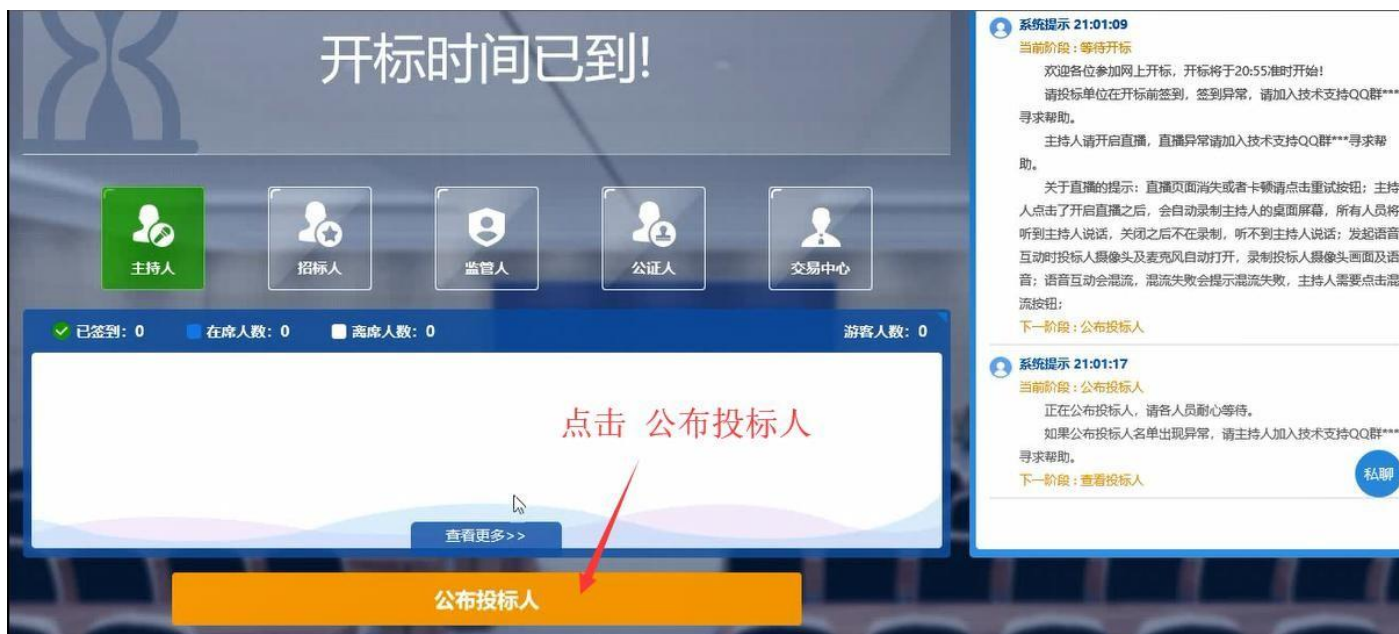 开标时间已到!
主持人
招标人
监管人
公证人
交易中心
已签到: 0
在席人数: 0
离席人数: 0
游客人数: 0
点击 公布投标人
查看更多>>
公布投标人
系统提示 21:01:09
当前阶段 : 等待开标
欢迎各位参加网上开标, 开标将于20:55准时开始!
请投标单位在开标前签到, 签到异常, 请加入技术支持QQ群***
寻求帮助。
主持人请开启直播, 直播异常请加入技术支持QQ群***寻求帮
助。
关于直播的提示: 直播页面消失或者卡顿请点击重试按钮; 主持
人点击了开启直播之后, 会自动录制主持人的桌面屏幕, 所有人员将
听到主持人说话, 关闭之后不在录制, 听不到主持人说话; 发起语音
互动时投标人摄像头及麦克风自动打开, 录制投标人摄像头画面及语
音; 语音互动会混流, 混流失败会提示混流失败, 主持人需要点击混
流按钮;
下一阶段 : 公布投标人
系统提示 21:01:17
当前阶段 : 公布投标人
正在公布投标人, 请各人员耐心等待。
如果公布投标人名单出现异常, 请主持人加入技术支持QQ群***
寻求帮助。
下一阶段 : 查看投标人
私聊